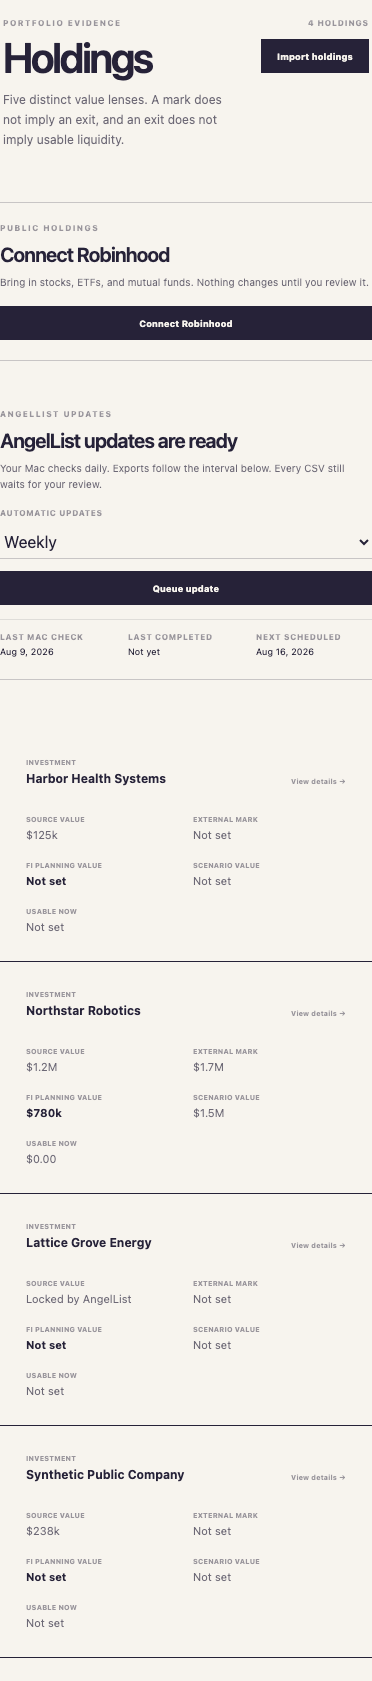 PORTFOLIO EVIDENCE
4 HOLDINGS
Holdings
Import holdings
Five distinct value lenses. A mark does
not imply an exit, and an exit does not
imply usable liquidity.
PUBLIC HOLDINGS
Connect Robinhood
Bring in stocks, ETFs, and mutual funds. Nothing changes until you review it.
Connect Robinhood
ANGELLIST UPDATES
AngelList updates are ready
Your Mac checks daily. Exports follow the interval below. Every CSV still
waits for your review.
AUTOMATIC UPDATES
Weekly
Queue update
LAST MAC CHECK LAST COMPLETED NEXT SCHEDULED
Aug 9, 2026 Not yet Aug 16, 2026
INVESTMENT
Harbor Health Systems View details →
SOURCE VALUE EXTERNAL MARK
$125k Not set
FI PLANNING VALUE SCENARIO VALUE
Not set Not set
USABLE NOW
Not set
INVESTMENT
Northstar Robotics View details →
SOURCE VALUE EXTERNAL MARK
$1.2M $1.7M
FI PLANNING VALUE SCENARIO VALUE
$780k $1.5M
USABLE NOW
$0.00
INVESTMENT
Lattice Grove Energy View details →
SOURCE VALUE EXTERNAL MARK
Locked by AngelList Not set
FI PLANNING VALUE SCENARIO VALUE
Not set Not set
USABLE NOW
Not set
INVESTMENT
Synthetic Public Company View details →
SOURCE VALUE EXTERNAL MARK
$238k Not set
FI PLANNING VALUE SCENARIO VALUE
Not set Not set
USABLE NOW
Not set